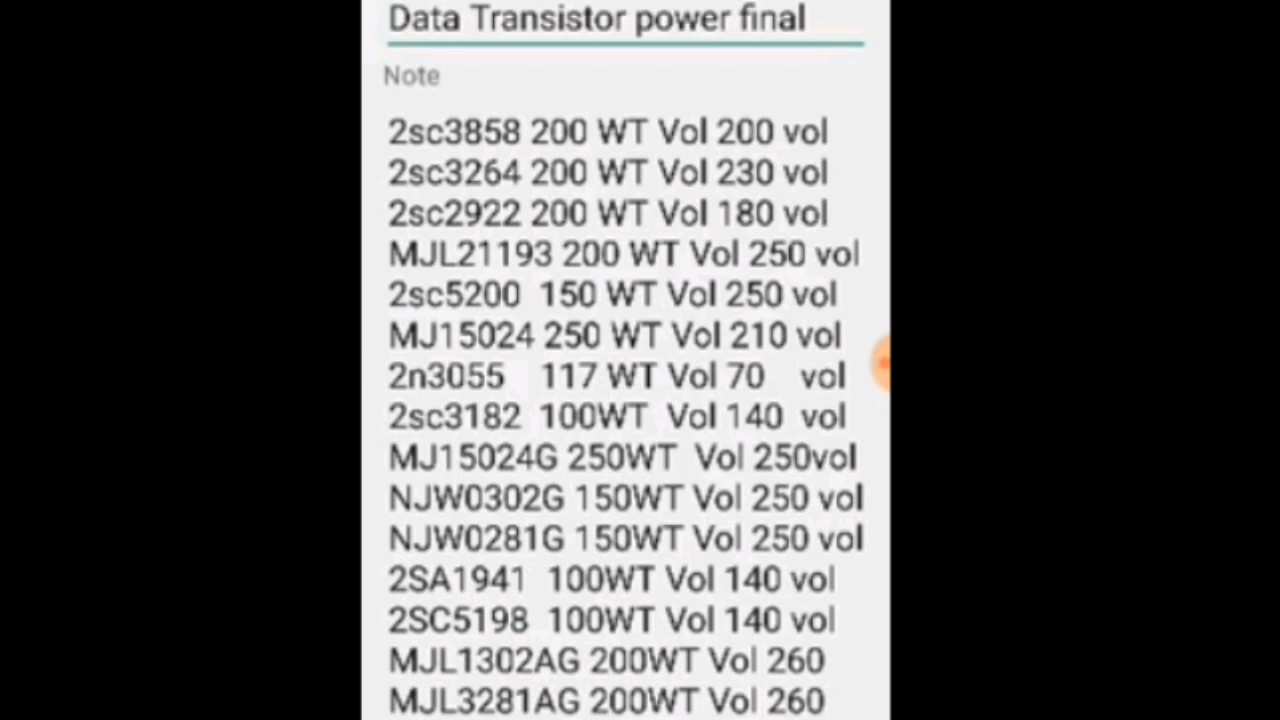 Data Transistor power final
Note
2sc3858 200 WT Vol 200 vol
2sc3264 200 WT Vol 230 vol
2sc2922 200 WT Vol 180 vol
MJL21193 200 WT Vol 250 vol
2sc5200 150 WT Vol 250 vol
MJ15024 250 WT Vol 210 vol
2n3055 117 WT Vol 70 vol
2sc3182 100WT Vol 140 vol
MJ15024G 250WT Vol 250vol
NJW0302G 150WT Vol 250 vol
NJW0281G 150WT Vol 250 vol
2SA1941 100WT Vol 140 vol
2SC5198 100WT Vol 140 vol
MJL1302AG 200WT Vol 260
MJL3281AG 200WT Vol 260